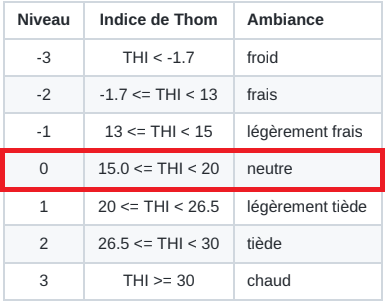 Niveau Indice de Thom Ambiance
-3 THI < -1.7 froid
-2 -1.7 <= THI < 13 frais
-1 13 <= THI < 15 légèrement frais
0 15.0 <= THI < 20 neutre
1 20 <= THI < 26.5 légèrement tiède
2 26.5 <= THI < 30 tiède
3 THI >= 30 chaud